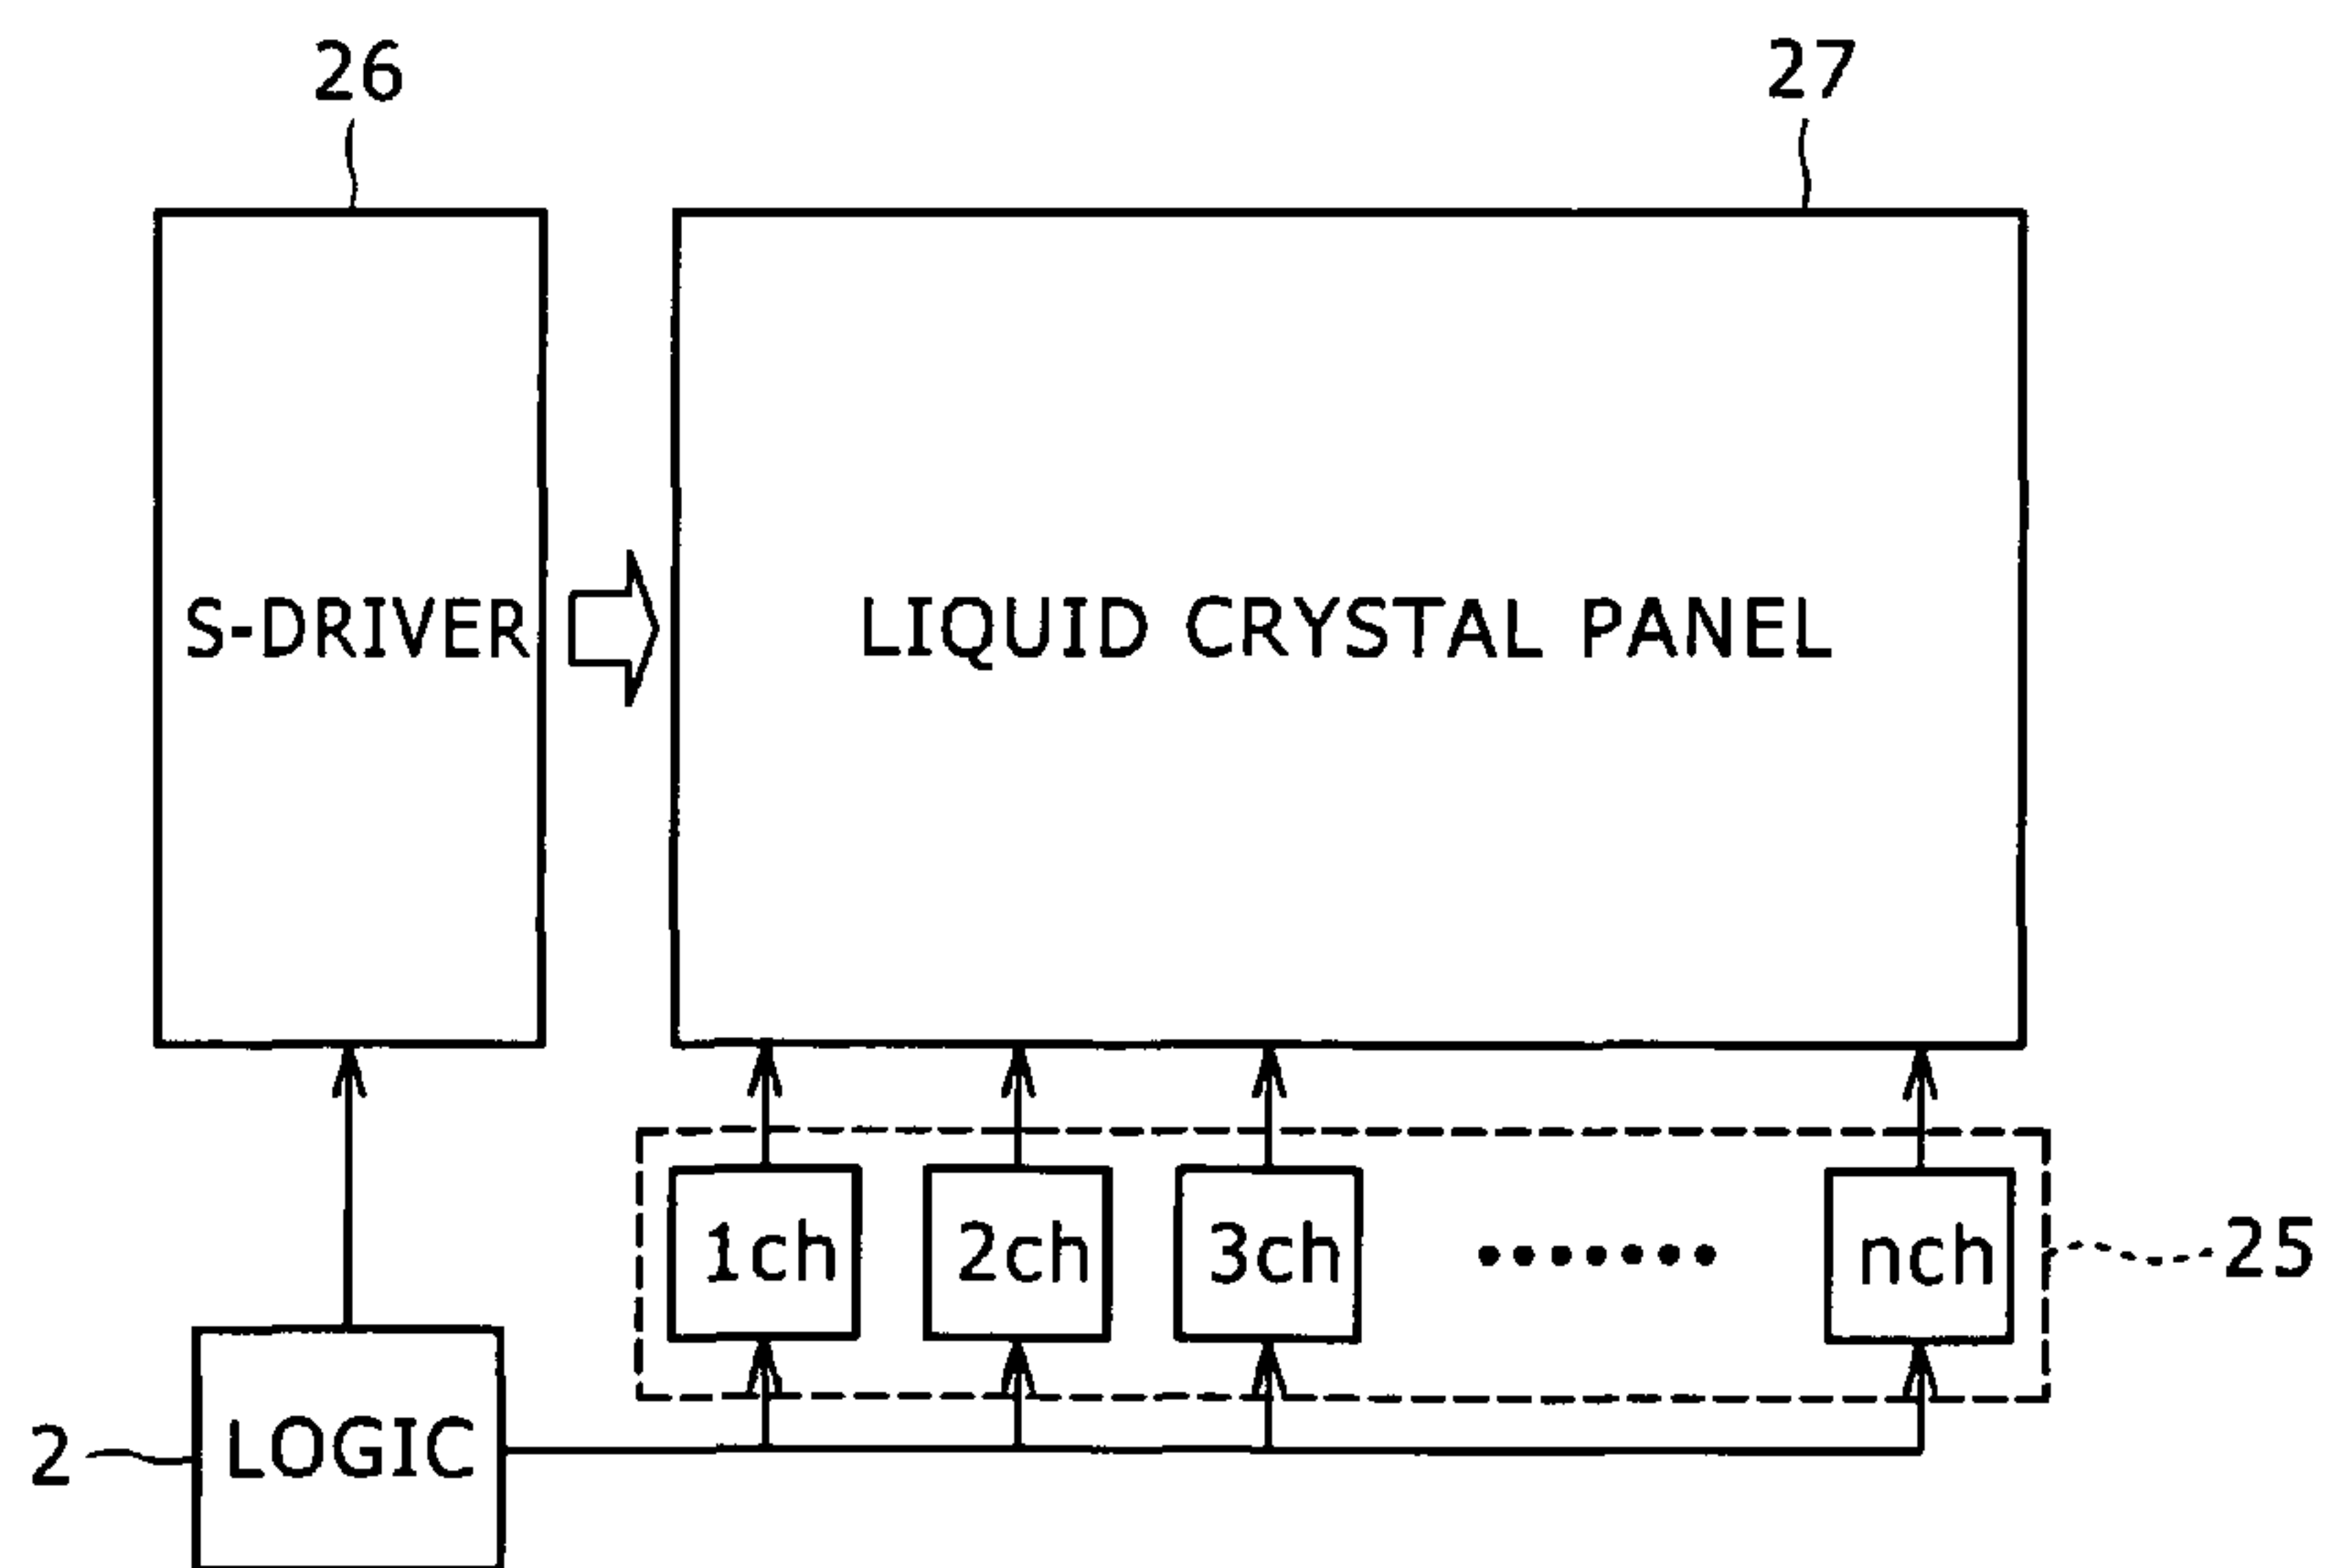 26
27
S-DRIVER
LIQUID CRYSTAL PANEL
1ch
2ch
3ch
nch
25
2
LOGIC